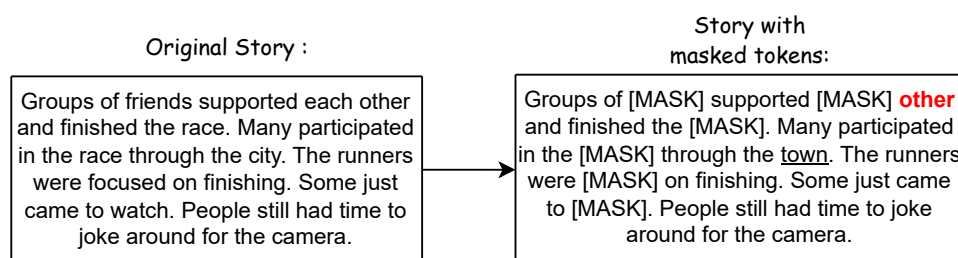 Original Story :
Groups of friends supported each other
and finished the race. Many participated
in the race through the city. The runners
were focused on finishing. Some just
came to watch. People still had time to
joke around for the camera.
Story with
masked tokens:
Groups of [MASK] supported [MASK] other
and finished the [MASK]. Many participated
in the [MASK] through the town. The runners
were [MASK] on finishing. Some just came
to [MASK]. People still had time to joke
around for the camera.